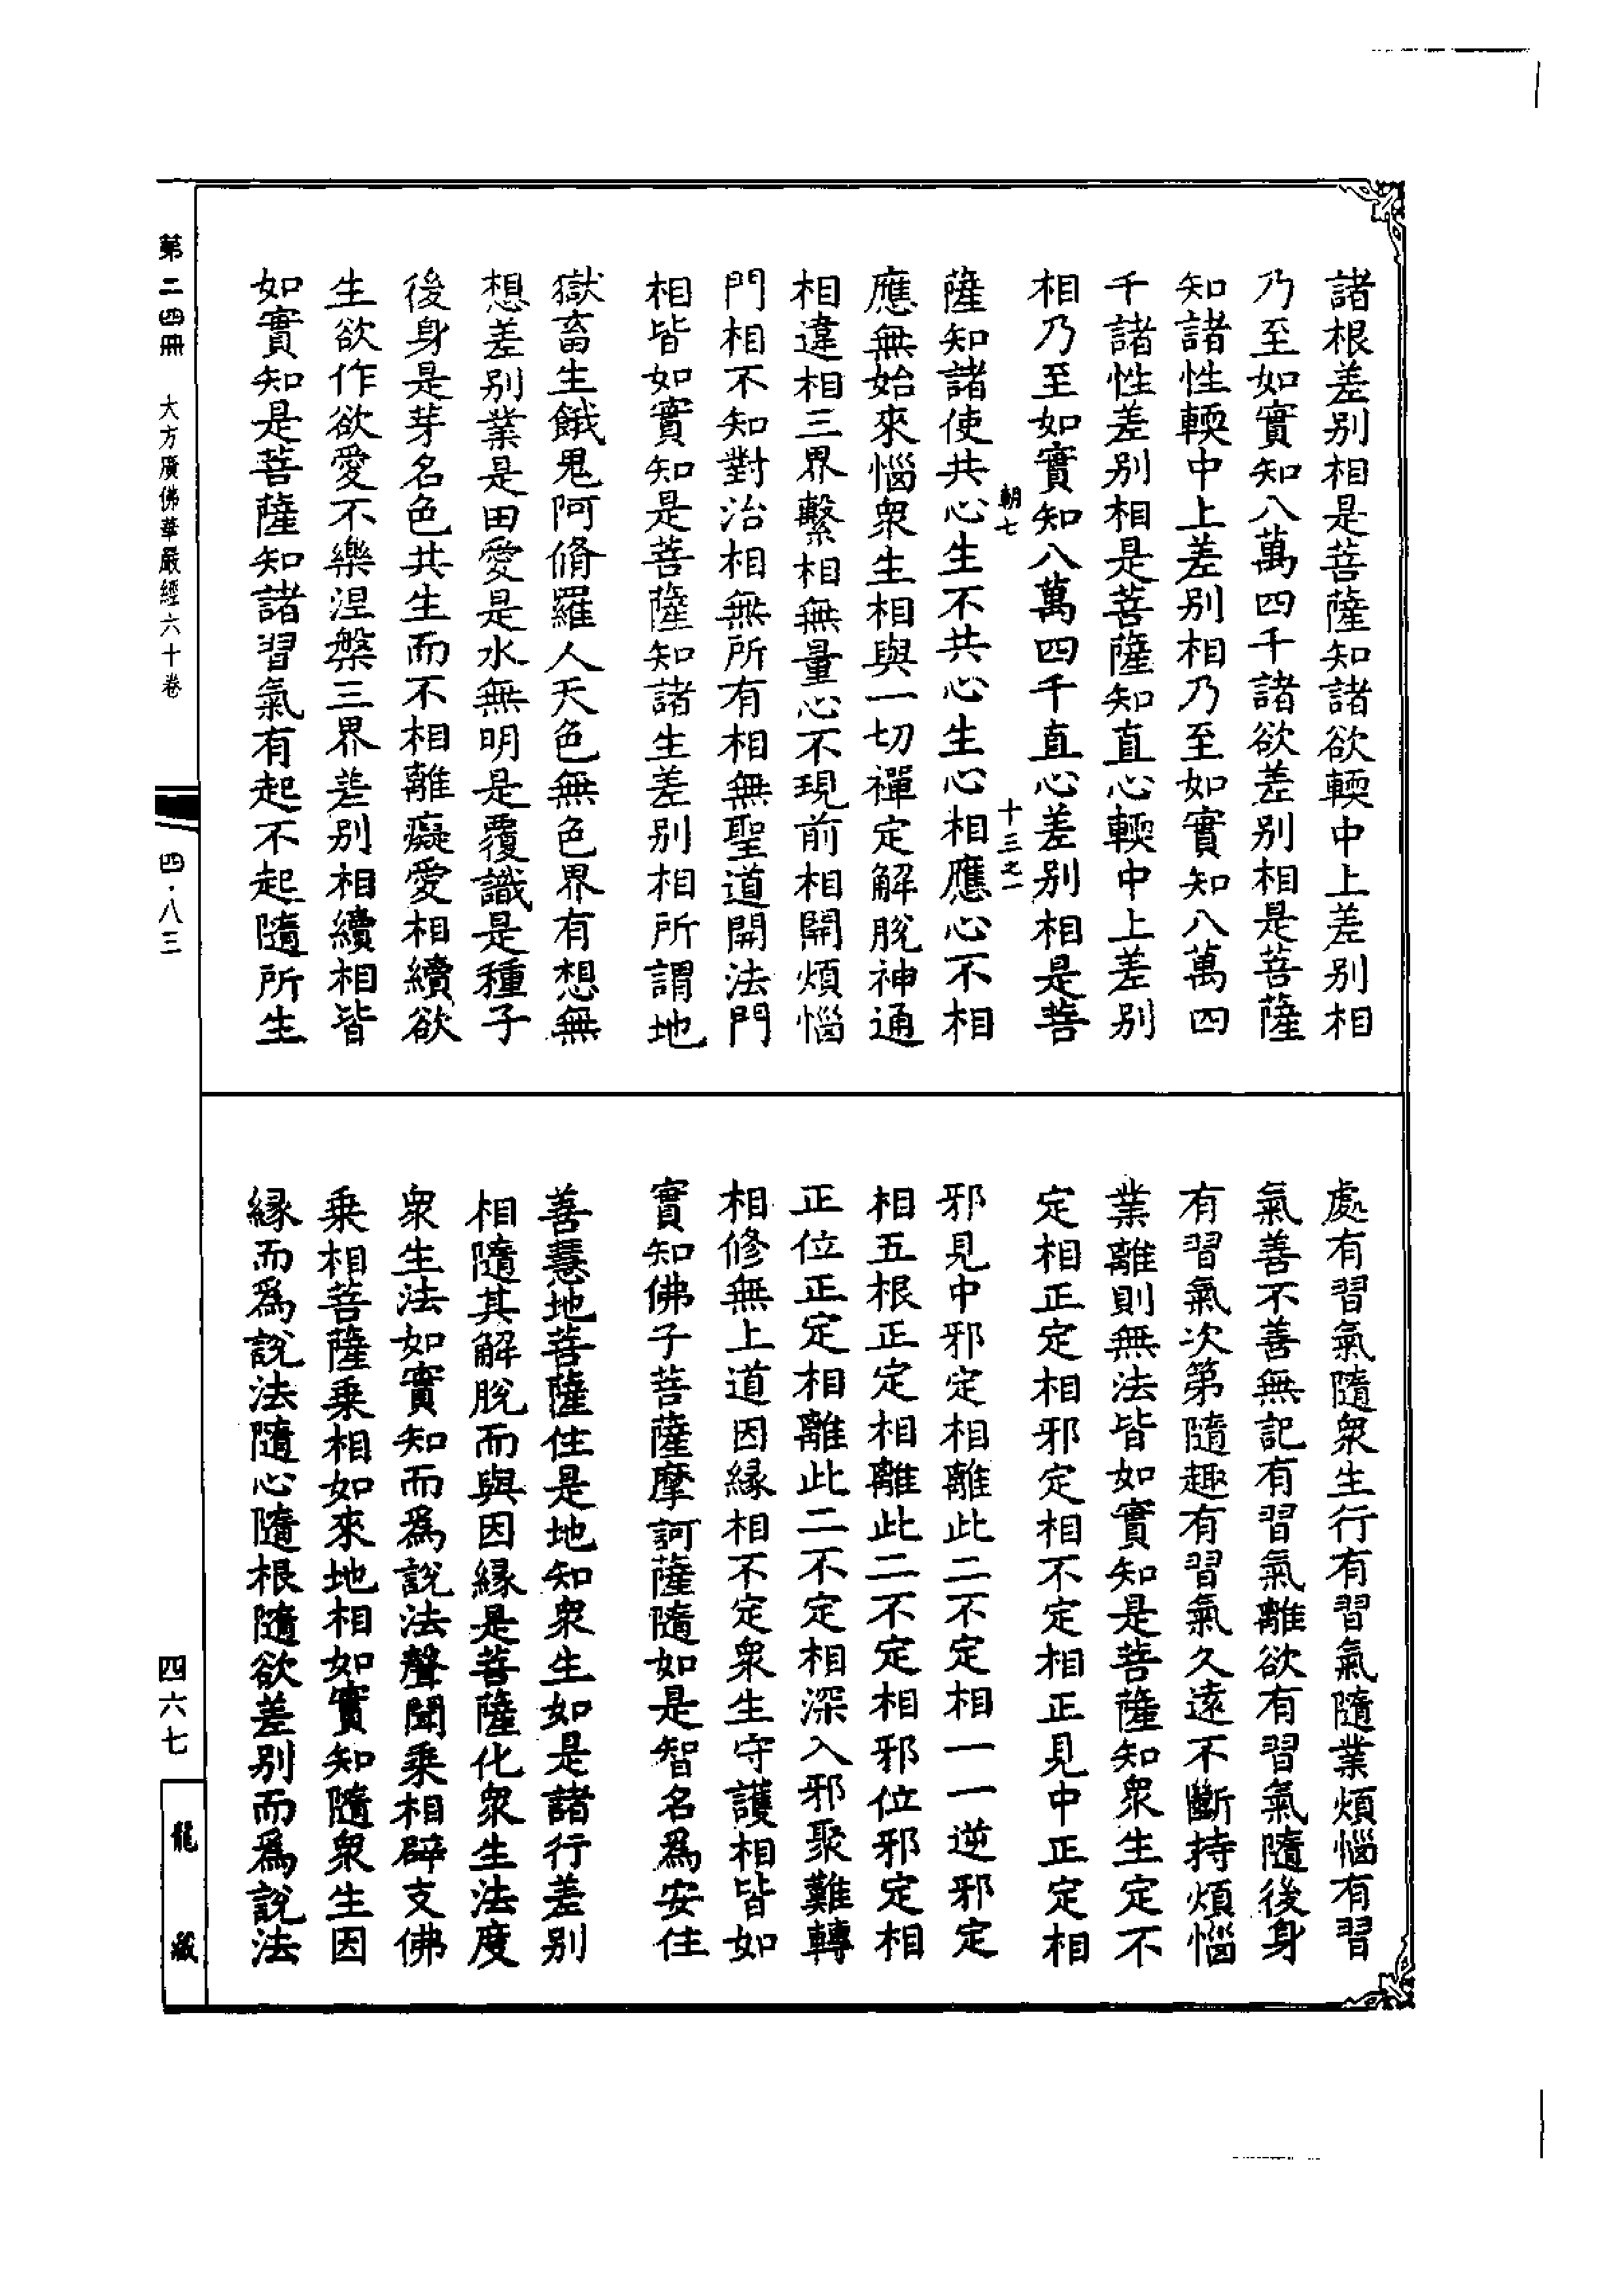 諸根差別相是菩薩知諸欲輭中上差別相
乃至如實知八萬四千諸欲差別相是菩薩
知諸性輭中上差別相乃至如實知八萬四
千諸性差別相是菩薩知直心輭中上差別
相乃至如實知八萬四千直心差別相是菩
朝七
十三之一
薩知諸使共心生不共心生心相應心不相
應無始來惱衆生相與一切禪定解脫神通
相違相三界繫相無量心不現前相開煩惱
門相不知對治相無所有相無聖道開法門
相皆如實知是菩薩知諸生差別相所謂地
獄畜生餓鬼阿脩羅人天色無色界有想無
想差別業是田愛是水無明是覆識是種子
後身是芽名色共生而不相離癡愛相續欲
生欲作欲愛不樂涅槃三界差別相續相皆
如實知是菩薩知諸習氣有起不起隨所生
處有習氣隨衆生行有習氣隨業煩惱有習
氣善不善無記有習氣離欲有習氣隨後身
有習氣次第隨趣有習氣久遠不斷持煩惱
業離則無法皆如實知是菩薩知衆生定不
定相正定相邪定相不定相正見中正定相
邪見中邪定相離此二不定相一一逆邪定
相五根正定相離此二不定相邪位邪定相
正位正定相離此二不定相深入邪聚難轉
相修無上道因緣相不定衆生守護相皆如
實知佛子菩薩摩訶薩隨如是智名爲安住
善慧地菩薩住是地知衆生如是諸行差別
相隨其解脫而與因緣是菩薩化衆生法度
衆生法如實知而爲說法聲聞乘相辟支佛
乘相菩薩乘相如來地相如實知隨衆生因
緣而爲說法隨心隨根隨欲差別而爲說法
第二四冊 大方廣佛華嚴經六十卷
四·八三
四六七
龍藏